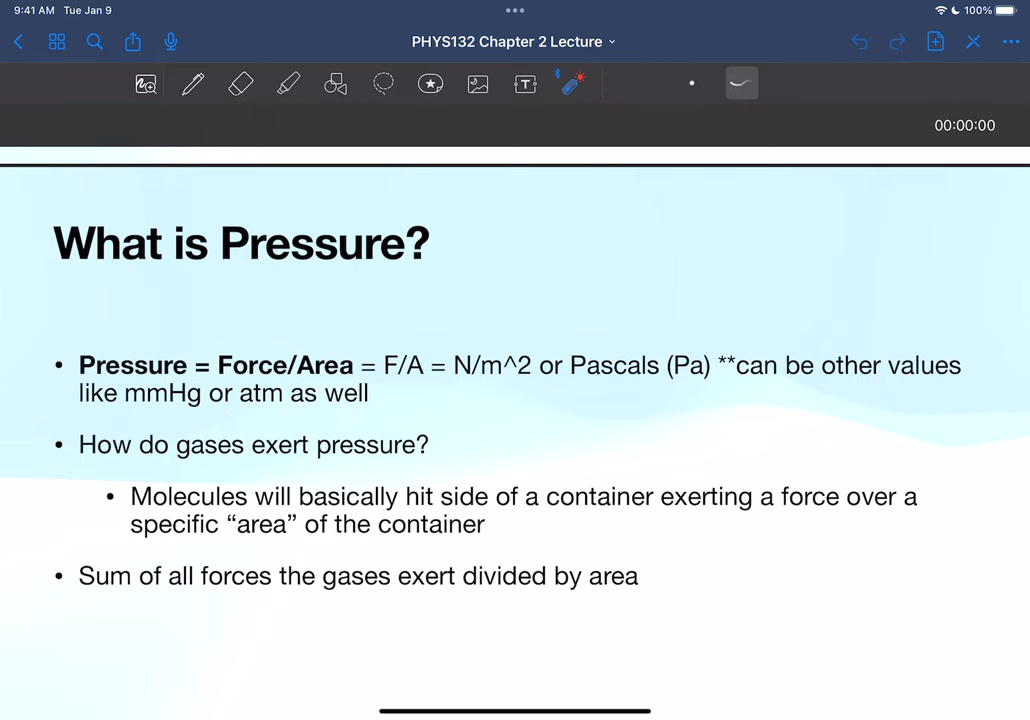 9:41 AM Tue Jan 9
100%
PHYS132 Chapter 2 Lecture
00:00:00
What is Pressure?
• Pressure = Force/Area = F/A = N/m^2 or Pascals (Pa) **can be other values
like mmHg or atm as well
• How do gases exert pressure?
• Molecules will basically hit side of a container exerting a force over a
specific “area” of the container
• Sum of all forces the gases exert divided by area